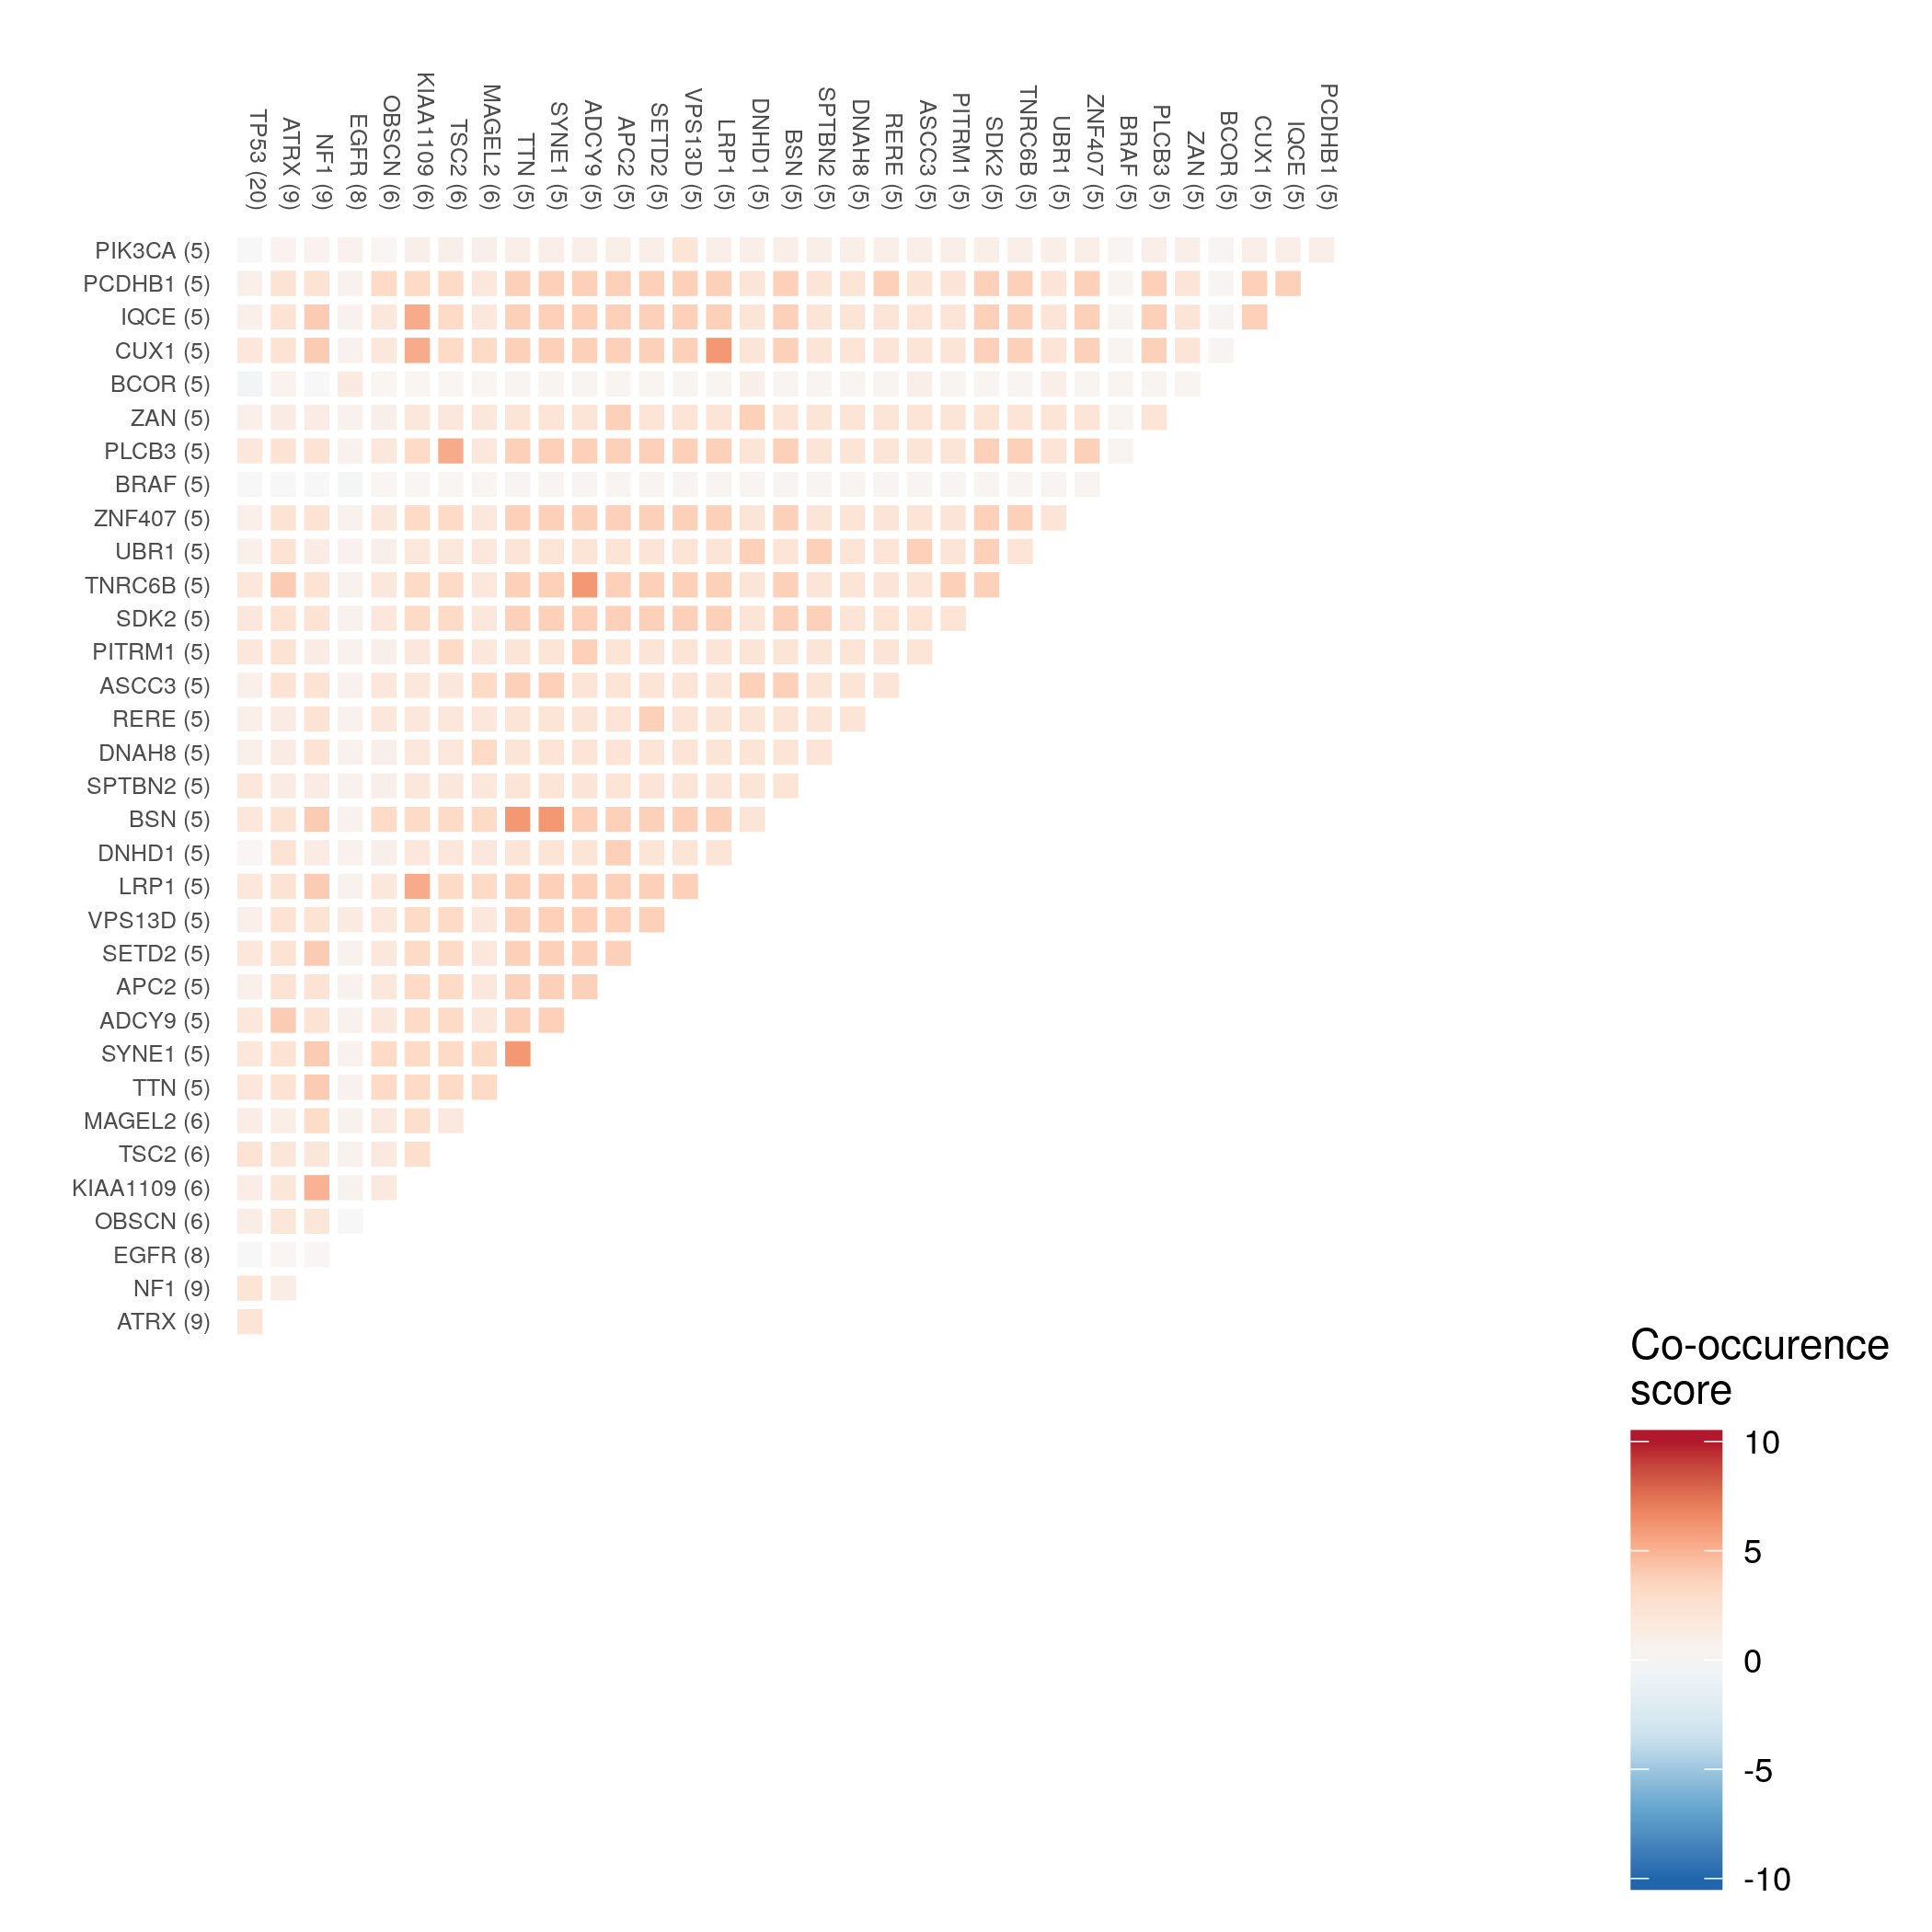 TP53 (20)
ATRX (9)
NF1 (9)
EGFR (8)
OBSCN (6)
KIAA1109 (6)
TSC2 (6)
MAGEL2 (6)
TTN (5)
SYNE1 (5)
ADCY9 (5)
APC2 (5)
SETD2 (5)
VPS13D (5)
LRP1 (5)
DNHD1 (5)
BSN (5)
SPTBN2 (5)
DNAH8 (5)
RERE (5)
ASCC3 (5)
PITRM1 (5)
SDK2 (5)
TNRC6B (5)
UBR1 (5)
ZNF407 (5)
BRAF (5)
PLCB3 (5)
ZAN (5)
BCOR (5)
CUX1 (5)
IQCE (5)
PCDHB1 (5)
PIK3CA (5)
PCDHB1 (5)
IQCE (5)
CUX1 (5)
BCOR (5)
ZAN (5)
PLCB3 (5)
BRAF (5)
ZNF407 (5)
UBR1 (5)
TNRC6B (5)
SDK2 (5)
PITRM1 (5)
ASCC3 (5)
RERE (5)
DNAH8 (5)
SPTBN2 (5)
BSN (5)
DNHD1 (5)
LRP1 (5)
VPS13D (5)
SETD2 (5)
APC2 (5)
ADCY9 (5)
SYNE1 (5)
TTN (5)
MAGEL2 (6)
TSC2 (6)
KIAA1109 (6)
OBSCN (6)
EGFR (8)
NF1 (9)
ATRX (9)
Co-occurence
score
10
5
0
-5
-10